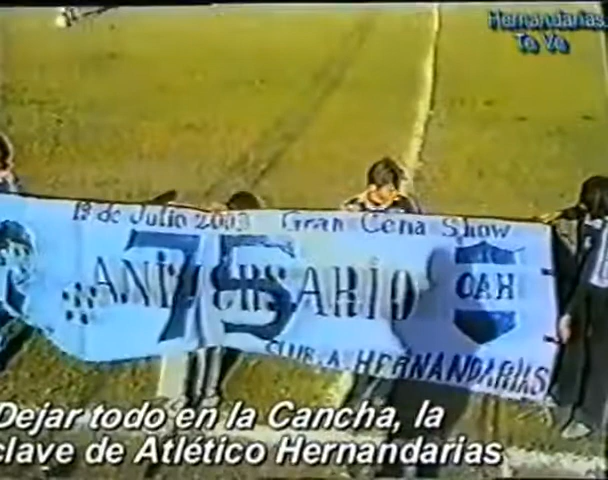 Hernandarias
Te Ve
19 de Julio 2003 Gran Cena Show
75
ANIVERSARIO
CAH
CLUB A. HERNANDARIAS
Dejar todo en la Cancha, la
clave de Atlético Hernandarias